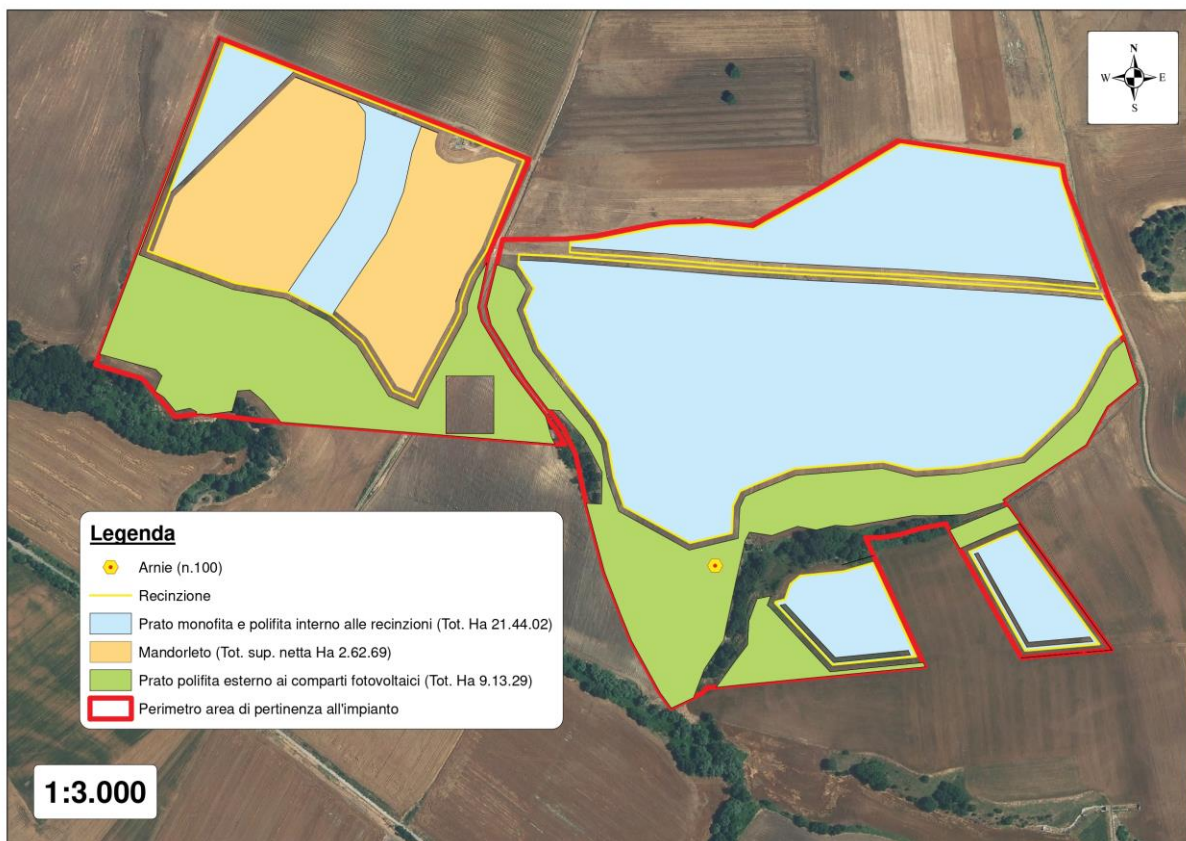 N
W E
S
Legenda
Arnie (n.100)
Recinzione
Prato monofita e polifita interno alle recinzioni (Tot. Ha 21.44.02)
Mandorleto (Tot. sup. netta Ha 2.62.69)
Prato polifita esterno ai comparti fotovoltaici (Tot. Ha 9.13.29)
Perimetro area di pertinenza all'impianto
1:3.000